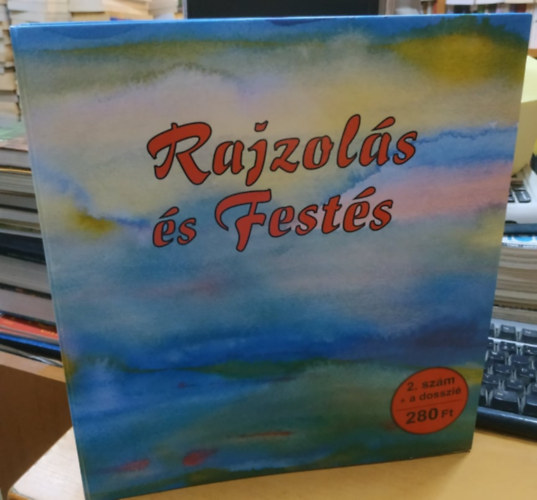 Rajzolás
és Festés
2. szám
+ a dosszié
280 Ft